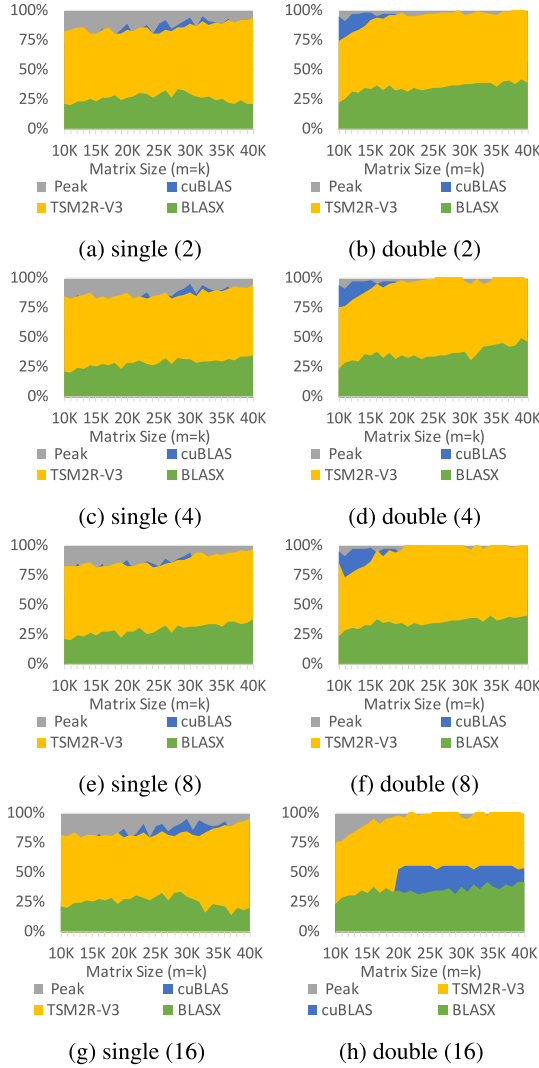 100%
75%
50%
25%
0%
10K 15K 20K 25K 30K 35K 40K
Matrix Size (m=k)
Peak cuBLAS
TSM2R-V3 BLASX
(a) single (2)
100%
75%
50%
25%
0%
10K 15K 20K 25K 30K 35K 40K
Matrix Size (m=k)
Peak cuBLAS
TSM2R-V3 BLASX
(b) double (2)
100%
75%
50%
25%
0%
10K 15K 20K 25K 30K 35K 40K
Matrix Size (m=k)
Peak cuBLAS
TSM2R-V3 BLASX
(c) single (4)
100%
75%
50%
25%
0%
10K 15K 20K 25K 30K 35K 40K
Matrix Size (m=k)
Peak cuBLAS
TSM2R-V3 BLASX
(d) double (4)
100%
75%
50%
25%
0%
10K 15K 20K 25K 30K 35K 40K
Matrix Size (m=k)
Peak cuBLAS
TSM2R-V3 BLASX
(e) single (8)
100%
75%
50%
25%
0%
10K 15K 20K 25K 30K 35K 40K
Matrix Size (m=k)
Peak cuBLAS
TSM2R-V3 BLASX
(f) double (8)
100%
75%
50%
25%
0%
10K 15K 20K 25K 30K 35K 40K
Matrix Size (m=k)
Peak cuBLAS
TSM2R-V3 BLASX
(g) single (16)
100%
75%
50%
25%
0%
10K 15K 20K 25K 30K 35K 40K
Matrix Size (m=k)
Peak TSM2R-V3
cuBLAS BLASX
(h) double (16)